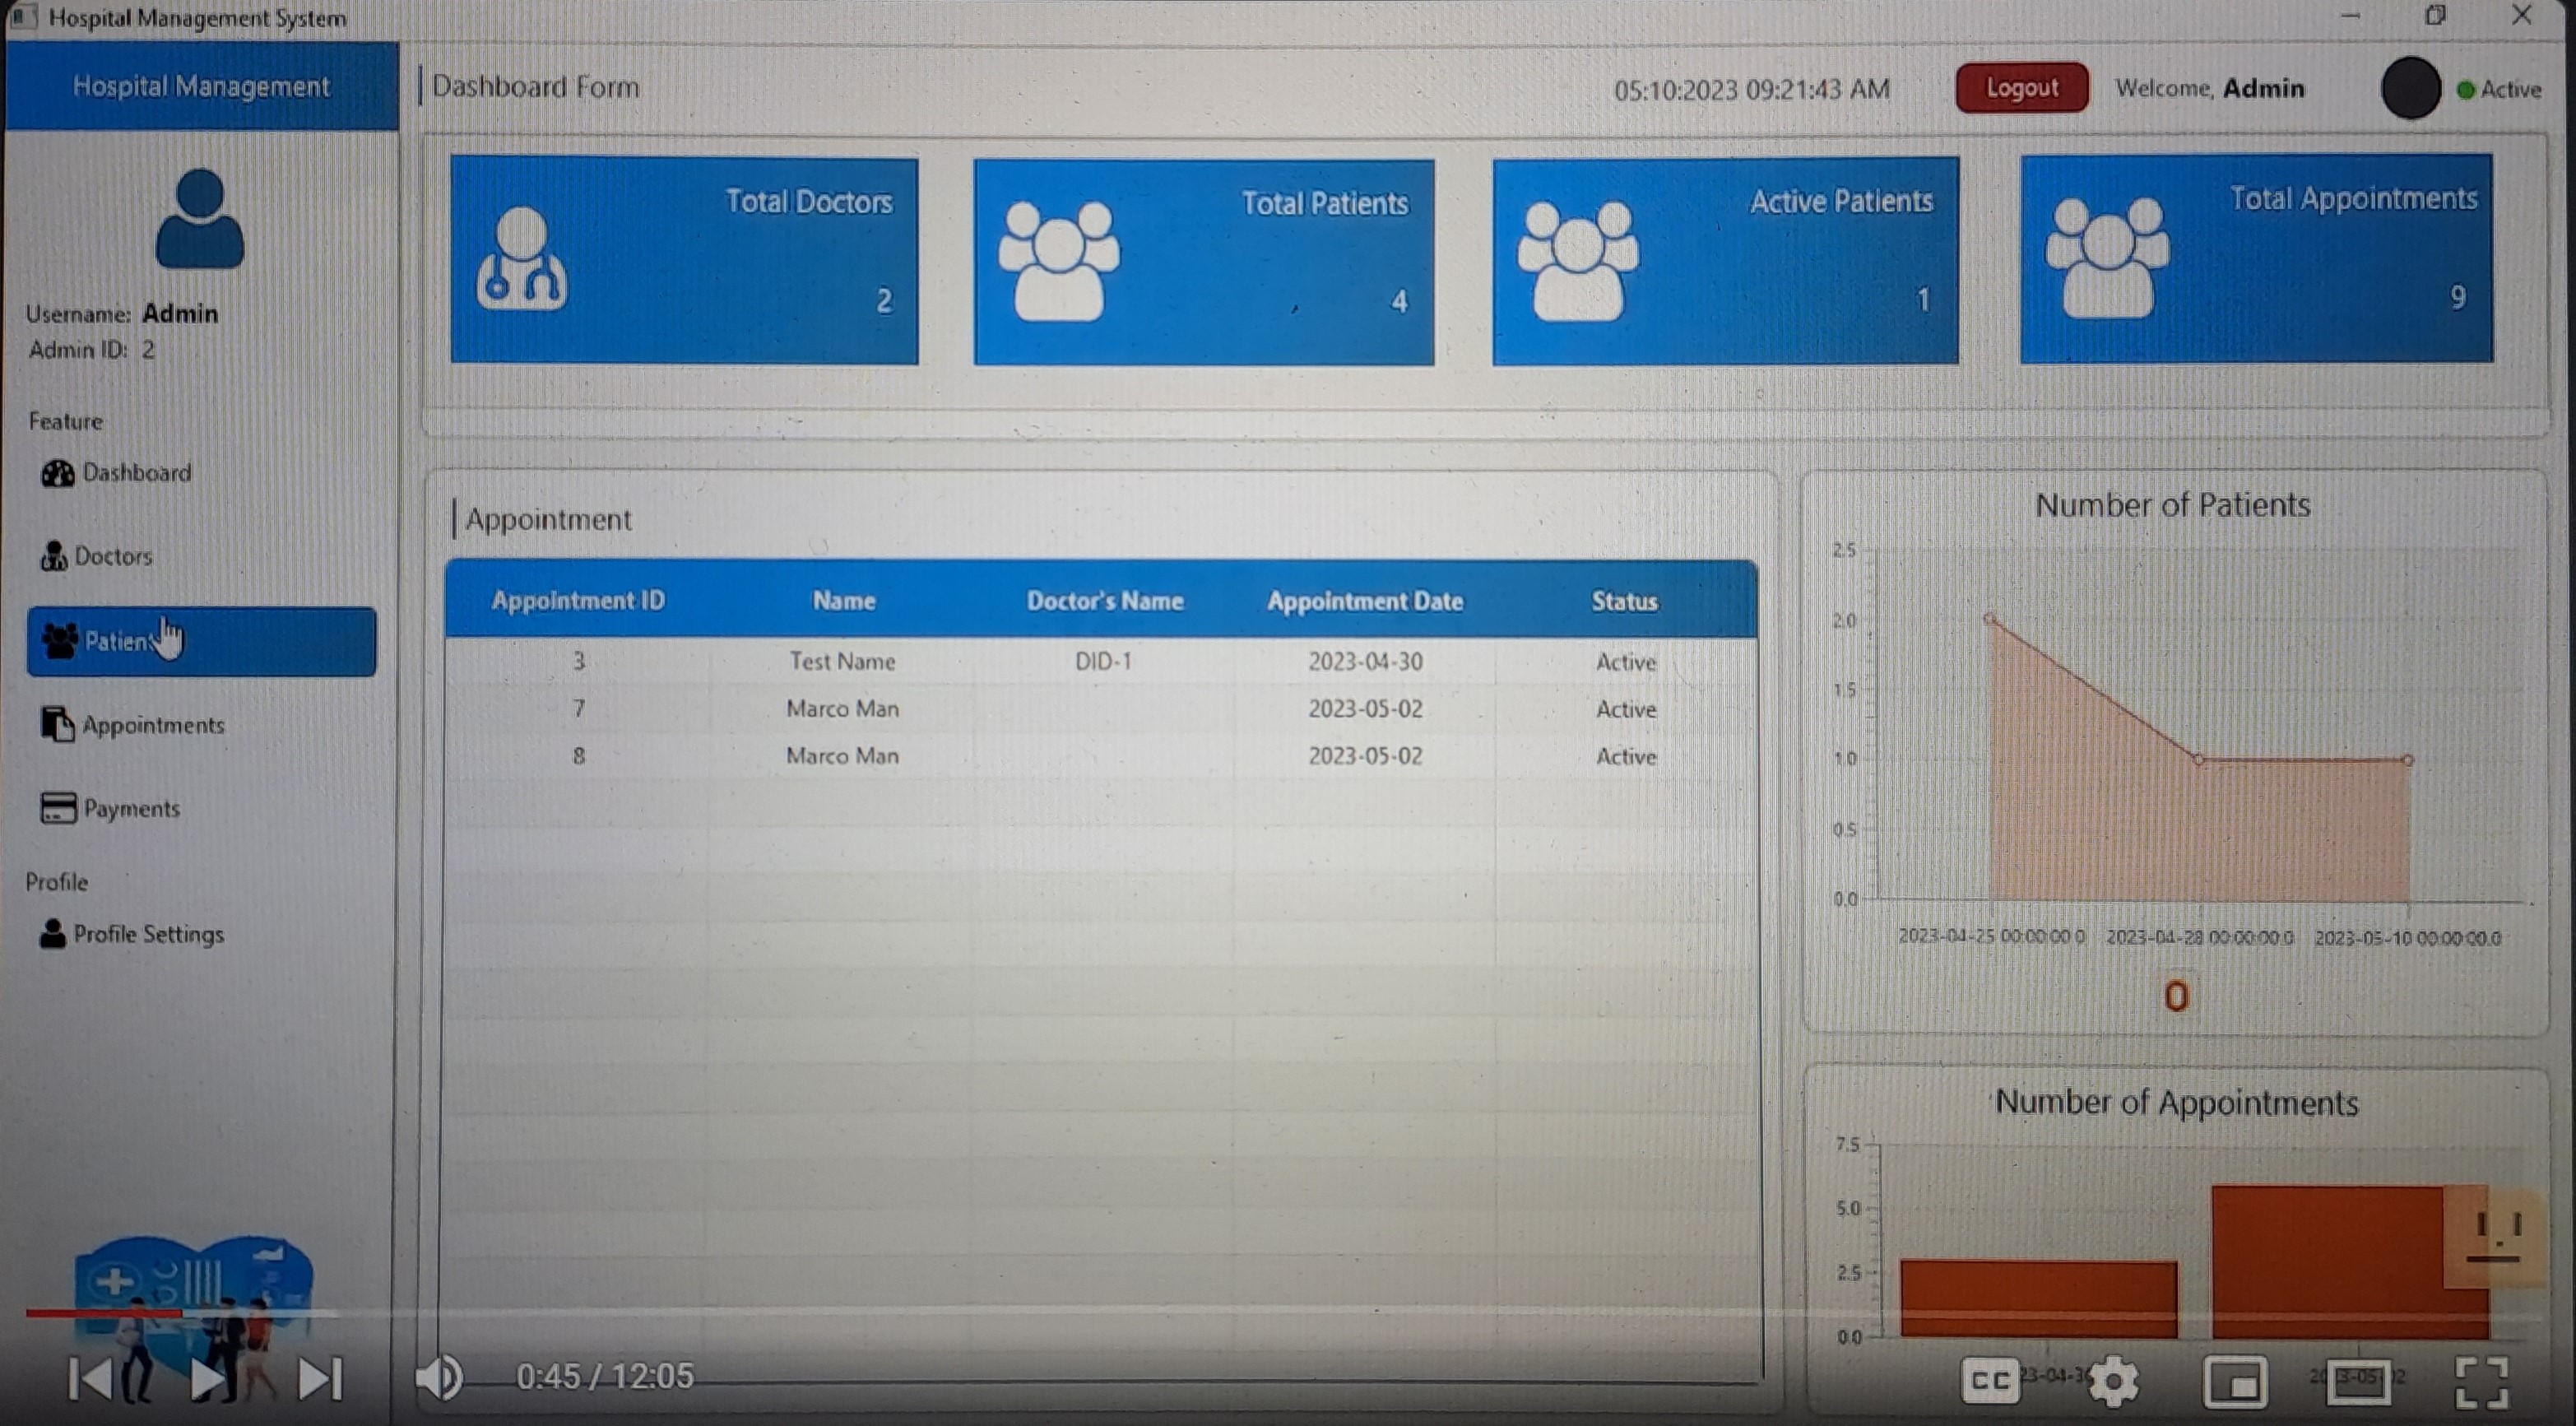 Hospital Management System
Hospital Management
Dashboard Form
05:10:2023 09:21:43 AM
Logout
Welcome, Admin
Active
Username: Admin
Admin ID: 2
Feature
Dashboard
Doctors
Patient
Appointments
Payments
Profile
Profile Settings
Total Doctors
2
Total Patients
4
Active Patients
1
Total Appointments
9
Appointment
Appointment ID Name Doctor's Name Appointment Date Status
3 Test Name DID-1 2023-04-30 Active
7 Marco Man 2023-05-02 Active
8 Marco Man 2023-05-02 Active
Number of Patients
2.5
2.0
1.5
1.0
0.5
0.0
2023-04-25 00:00:00.0 2023-04-28 00:00:00.0 2023-05-10 00:00:00.0
0
Number of Appointments
7.5
5.0
2.5
0.0
0:45 / 12:05
CC